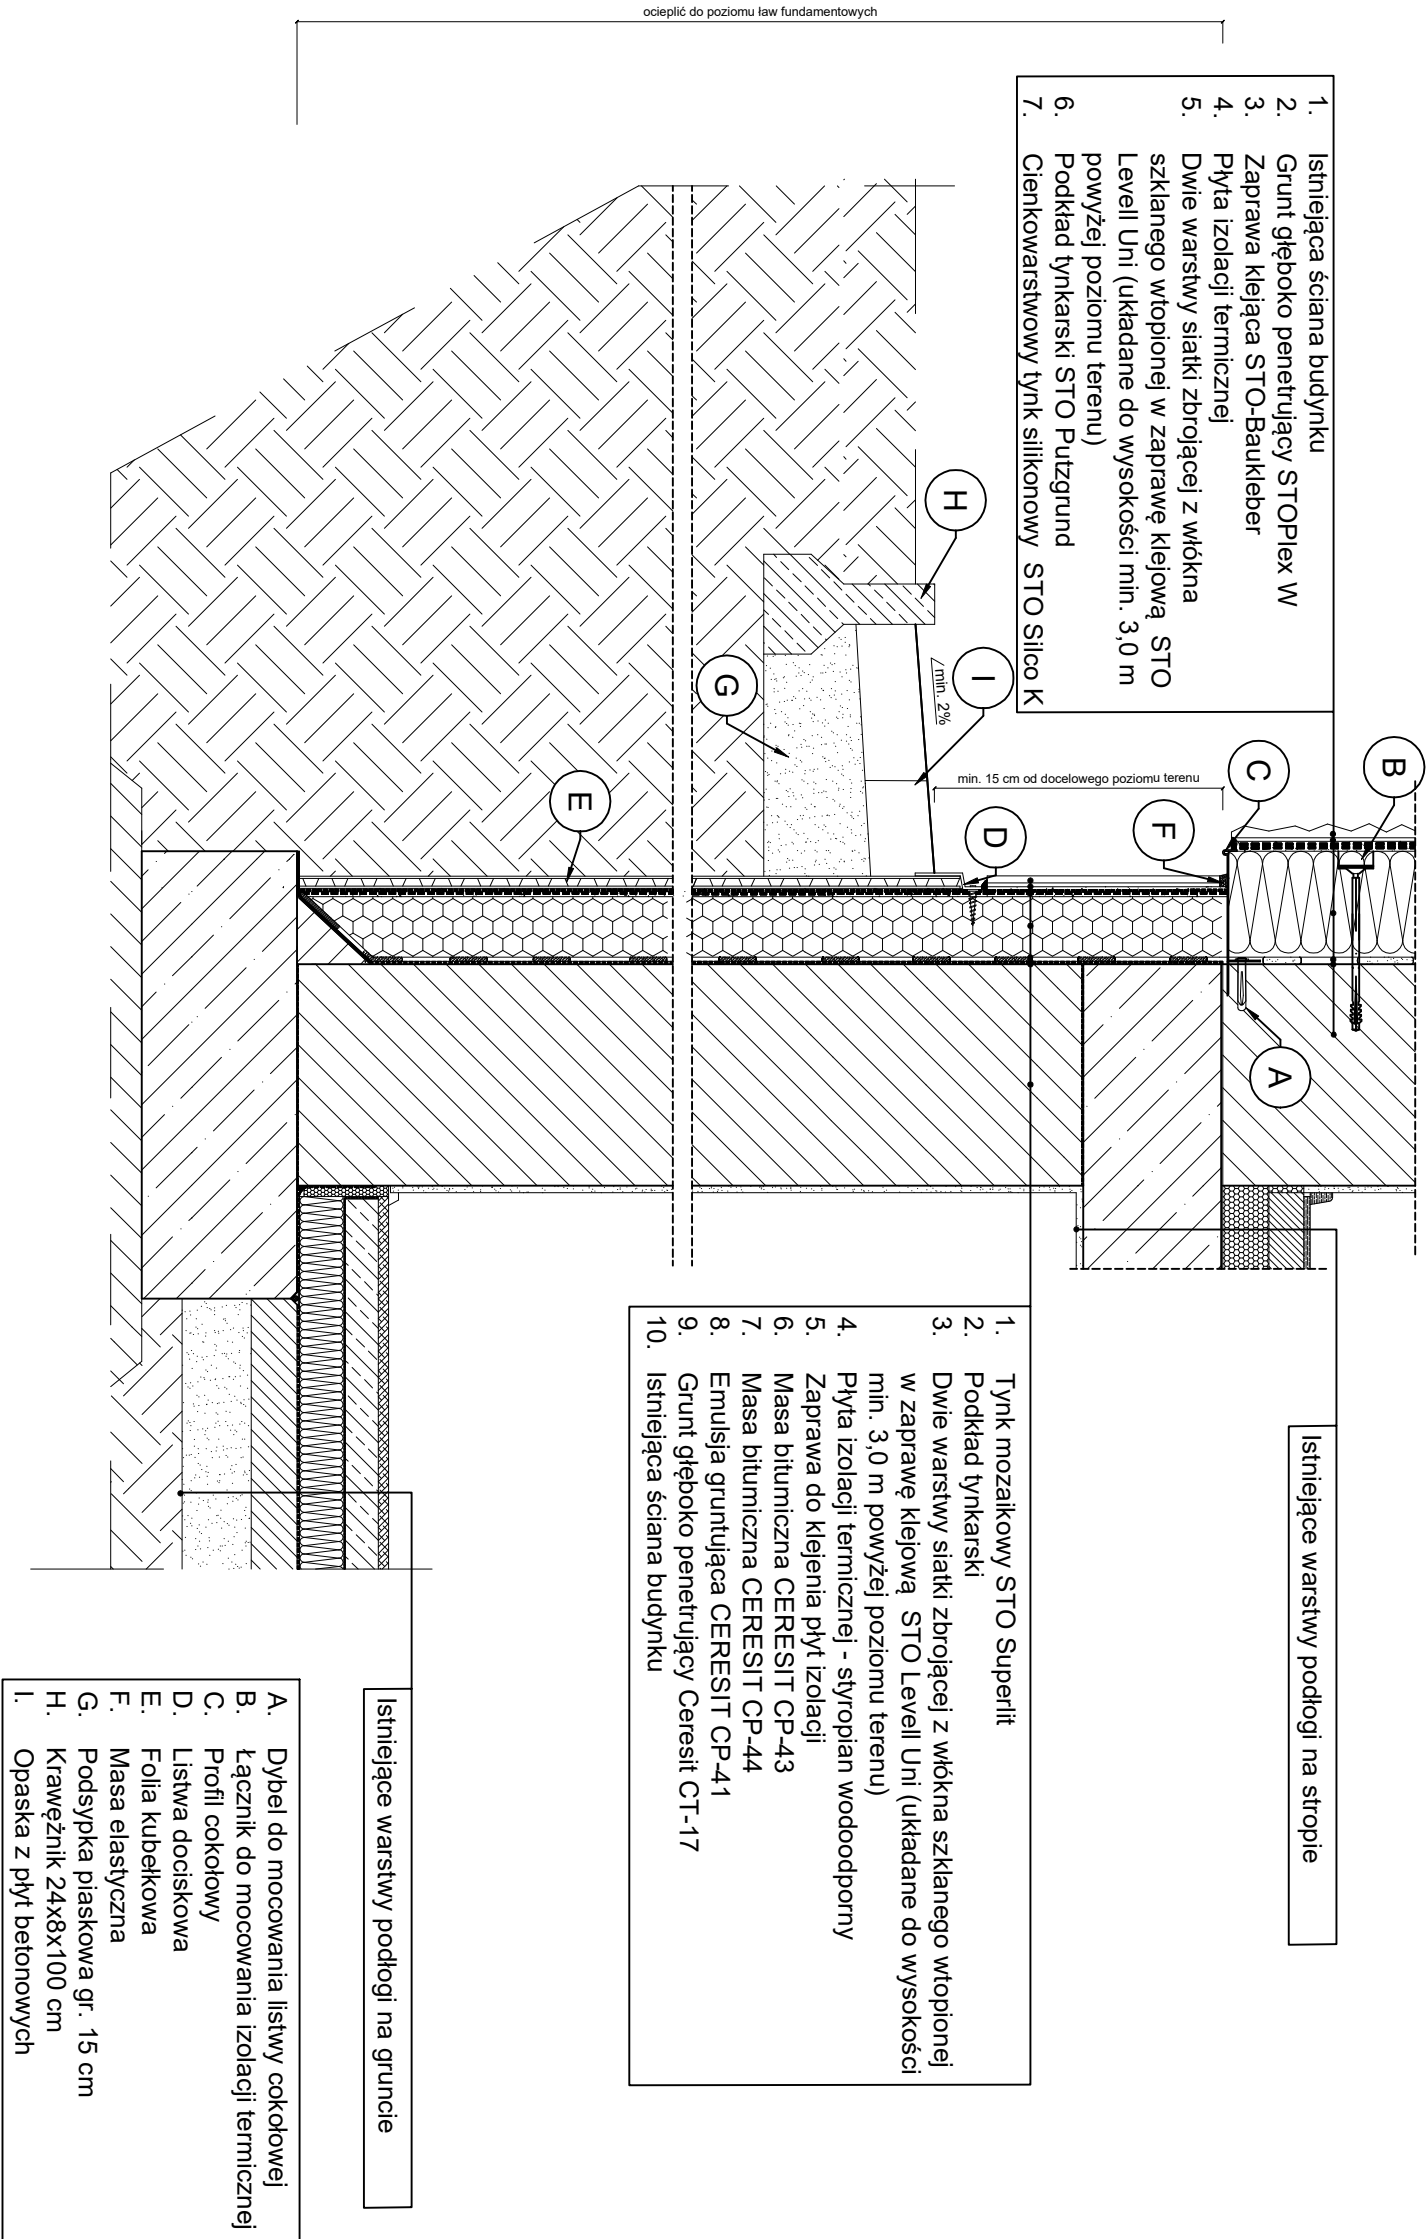 ocieplić do poziomu ław fundamentowych
1. Istniejąca ściana budynku
2. Grunt głęboko penetrujący STOPlex W
3. Zaprawa klejąca STO-Baukleber
4. Płyta izolacji termicznej
5. Dwie warstwy siatki zbrojącej z włókna
szklanego wtopionej w zaprawę klejową STO
Levell Uni (układane do wysokości min. 3,0 m
powyżej poziomu terenu)
6. Podkład tynkarski STO Putzgrund
7. Cienkowarstwowy tynk silikonowy STO Silco K
B
C
F
min. 15 cm od docelowego poziomu terenu
D
A
H
I
min. 2%
G
E
Istniejące warstwy podłogi na stropie
1. Tynk mozaikowy STO Superlit
2. Podkład tynkarski
3. Dwie warstwy siatki zbrojącej z włókna szklanego wtopionej
w zaprawę klejową STO Levell Uni (układane do wysokości
min. 3,0 m powyżej poziomu terenu)
4. Płyta izolacji termicznej - styropian wodoodporny
5. Zaprawa do klejenia płyt izolacji
6. Masa bitumiczna CERESIT CP-43
7. Masa bitumiczna CERESIT CP-44
8. Emulsja gruntująca CERESIT CP-41
9. Grunt głęboko penetrujący Ceresit CT-17
10. Istniejąca ściana budynku
Istniejące warstwy podłogi na gruncie
A. Dybel do mocowania listwy cokołowej
B. Łącznik do mocowania izolacji termicznej
C. Profil cokołowy
D. Listwa dociskowa
E. Folia kubełkowa
F. Masa elastyczna
G. Podsypka piaskowa gr. 15 cm
H. Krawężnik 24x8x100 cm
I. Opaska z płyt betonowych